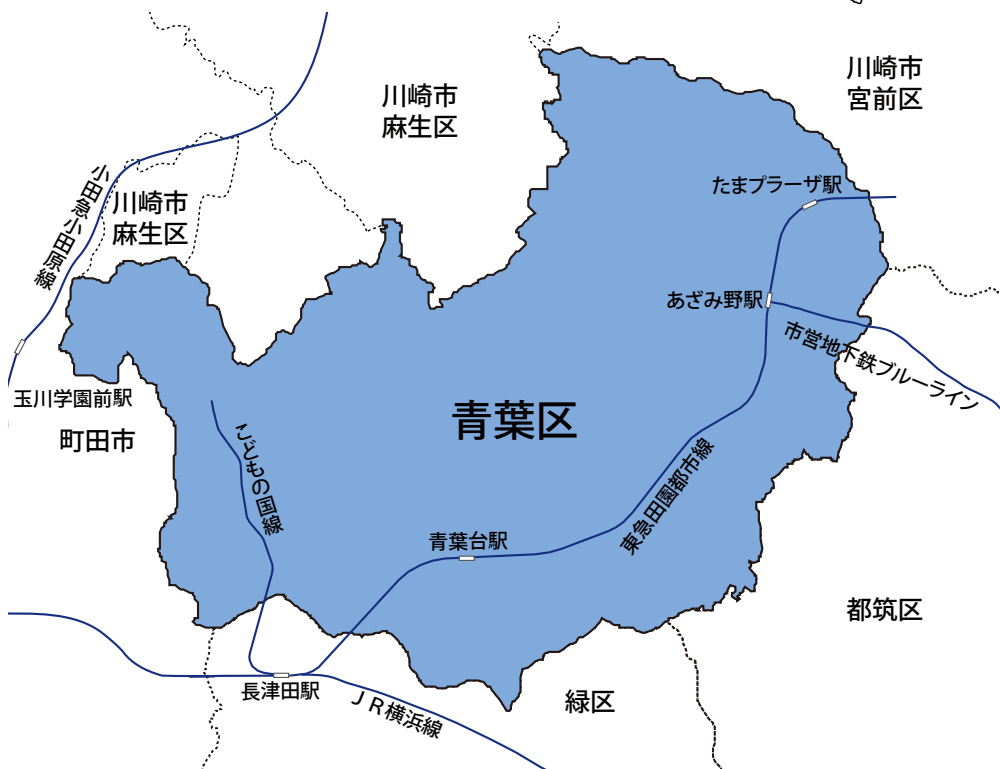 川崎市
宮前区
川崎市
麻生区
小田急小田原線
川崎市
麻生区
たまプラーザ駅
あざみ野駅
市営地下鉄ブルーライン
玉川学園前駅
町田市
青葉区
こどもの国線
東急田園都市線
青葉台駅
都筑区
長津田駅
ＪＲ横浜線
緑区